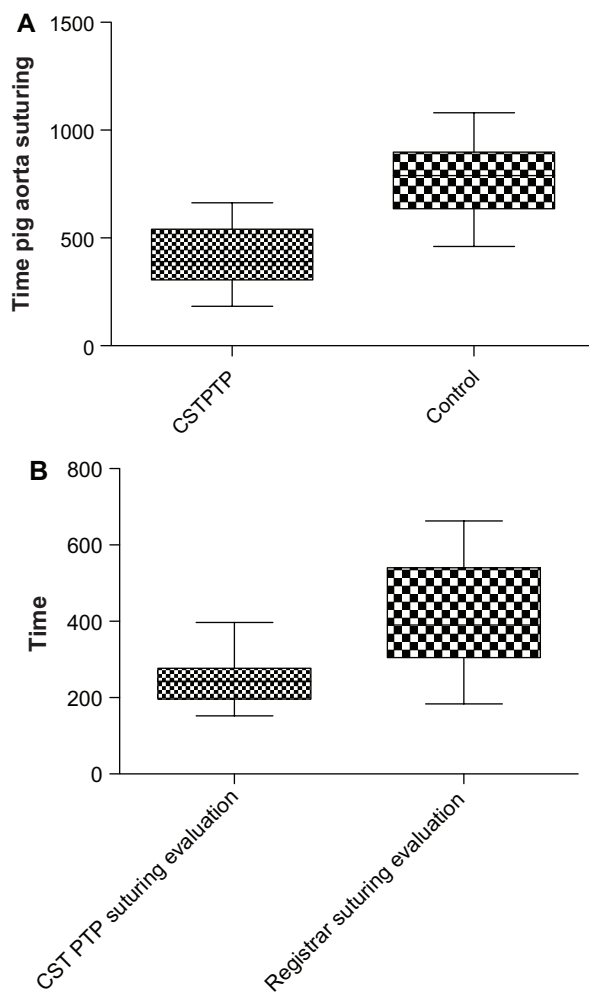 A
Time pig aorta suturing
1500
1000
500
0
CSTPTP
Control
B
Time
800
600
400
200
0
CST PTP suturing evaluation
Registrar suturing evaluation